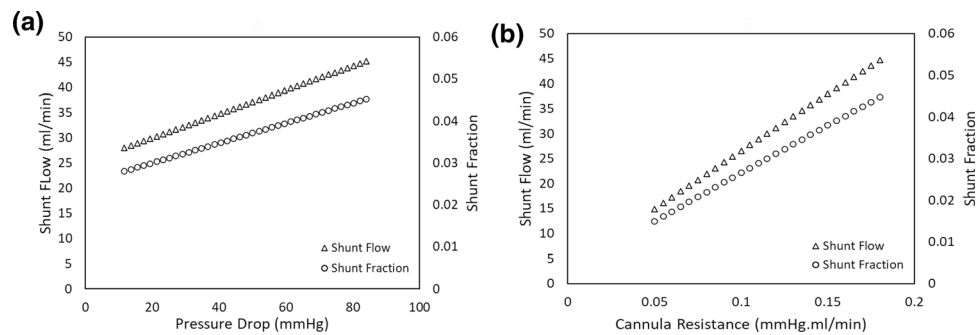 (a)
50
45
40
35
30
25
20
15
10
5
0
Shunt FLow (ml/min)
0.06
0.05
0.04
0.03
0.02
0.01
0
Shunt Fraction
△ Shunt Flow
○ Shunt Fraction
0 20 40 60 80 100
Pressure Drop (mmHg)
(b)
50
45
40
35
30
25
20
15
10
5
0
Shunt Flow (ml/min)
0.06
0.05
0.04
0.03
0.02
0.01
0
Shunt Fraction
△ Shunt Flow
○ Shunt Fraction
0 0.05 0.1 0.15 0.2
Cannula Resistance (mmHg.ml/min)